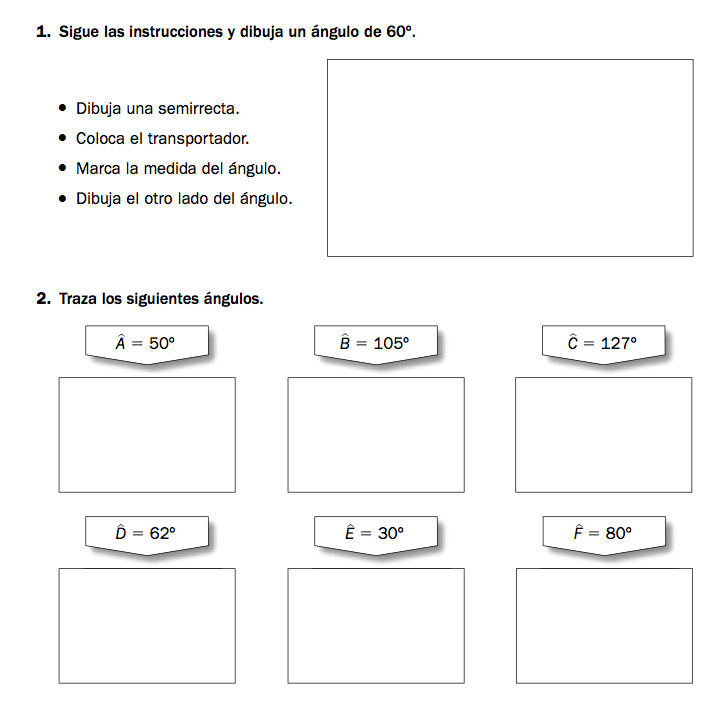 1. Sigue las instrucciones y dibuja un ángulo de 60º.
• Dibuja una semirrecta.
• Coloca el transportador.
• Marca la medida del ángulo.
• Dibuja el otro lado del ángulo.
2. Traza los siguientes ángulos.
Â = 50º
B̂ = 105º
Ĉ = 127º
D̂ = 62º
Ê = 30º
F̂ = 80º